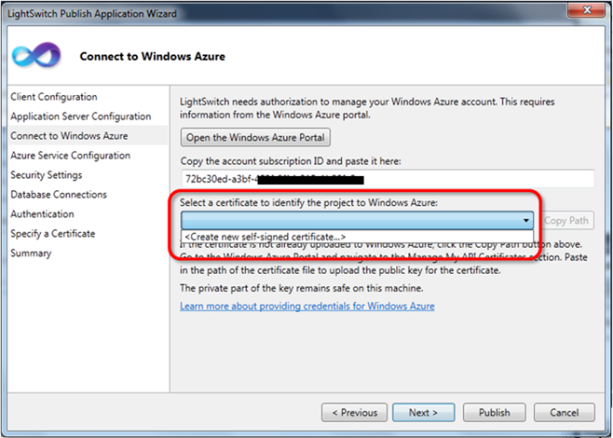 LightSwitch Publish Application Wizard
Connect to Windows Azure
Client Configuration
Application Server Configuration
Connect to Windows Azure
Azure Service Configuration
Security Settings
Database Connections
Authentication
Specify a Certificate
Summary
LightSwitch needs authorization to manage your Windows Azure account. This requires
information from the Windows Azure portal.
Open the Windows Azure Portal
Copy the account subscription ID and paste it here:
72bc30ed-a3bf-
Select a certificate to identify the project to Windows Azure:
Copy Path
<Create new self-signed certificate...>
If the certificate is not already uploaded to Windows Azure, click the Copy Path button above.
Go to the Windows Azure Portal and navigate to the Manage My API Certificates section. Paste
in the path of the certificate file to upload the public key for the certificate.
The private part of the key remains safe on this machine.
Learn more about providing credentials for Windows Azure
< Previous
Next >
Publish
Cancel